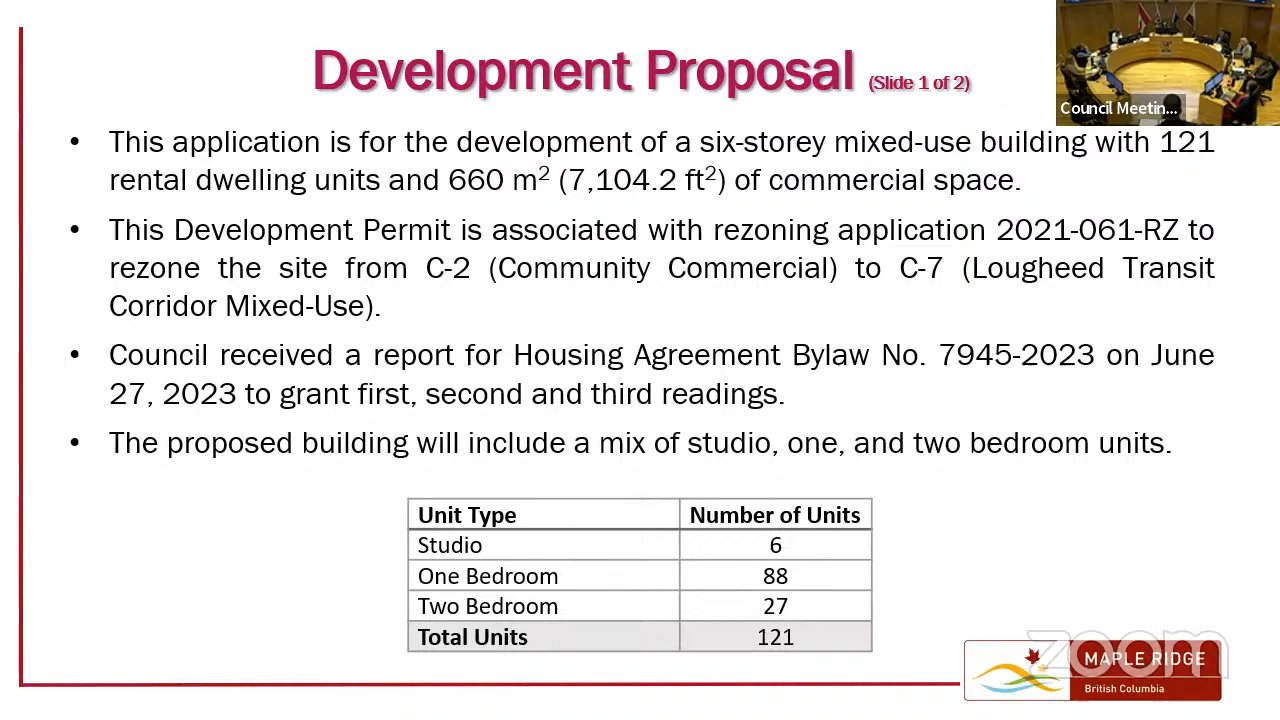 Development Proposal (Slide 1 of 2)
Council Meetin...
• This application is for the development of a six-storey mixed-use building with 121
rental dwelling units and 660 m² (7,104.2 ft²) of commercial space.
• This Development Permit is associated with rezoning application 2021-061-RZ to
rezone the site from C-2 (Community Commercial) to C-7 (Lougheed Transit
Corridor Mixed-Use).
• Council received a report for Housing Agreement Bylaw No. 7945-2023 on June
27, 2023 to grant first, second and third readings.
• The proposed building will include a mix of studio, one, and two bedroom units.
Unit Type Number of Units
Studio 6
One Bedroom 88
Two Bedroom 27
Total Units 121
zoom
MAPLE RIDGE
British Columbia